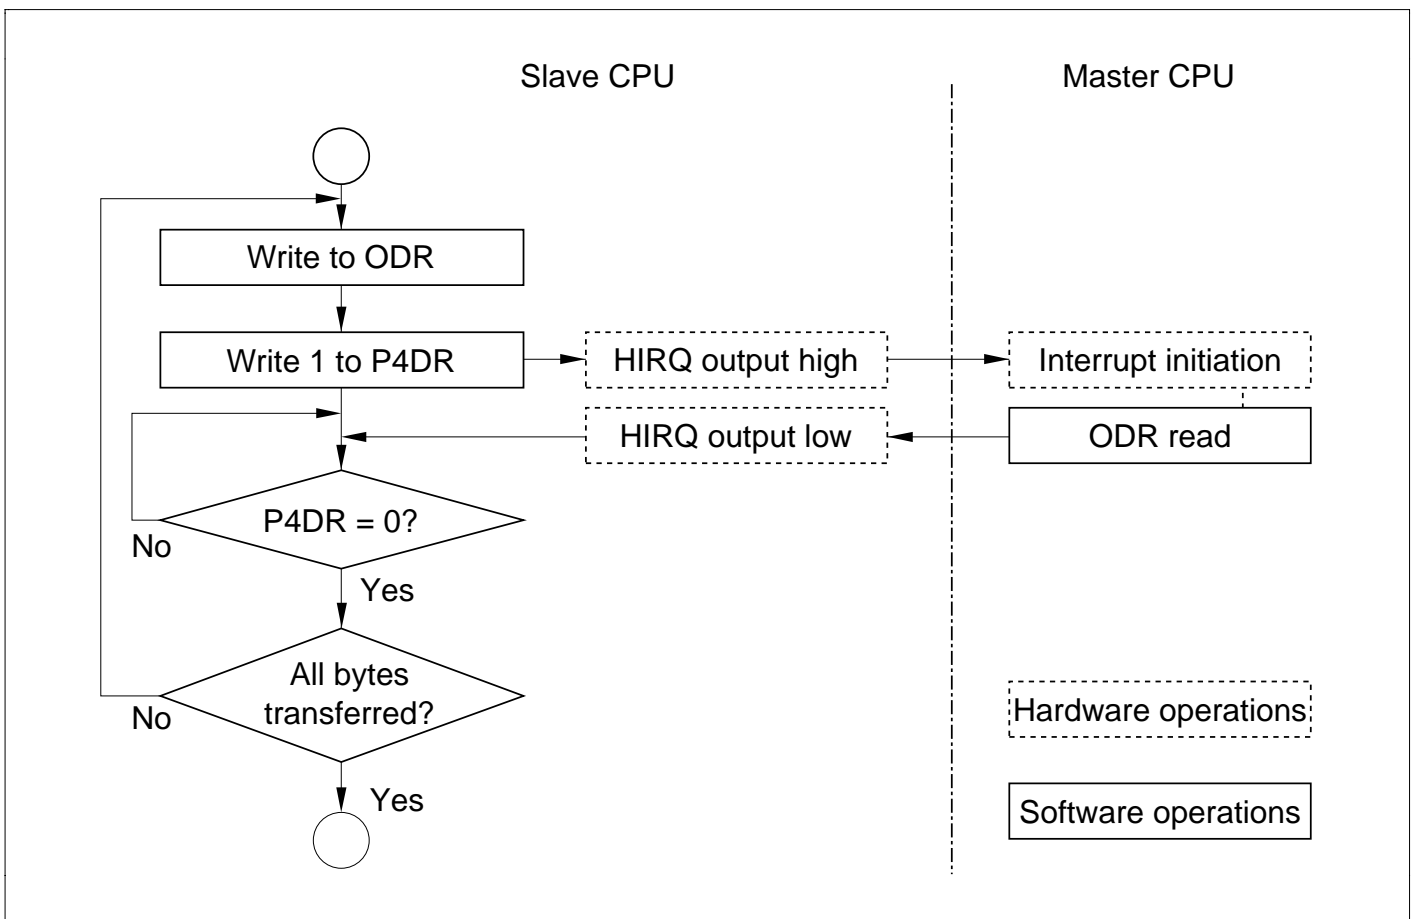 Slave CPU
Master CPU
Write to ODR
Write 1 to P4DR
HIRQ output high
Interrupt initiation
HIRQ output low
ODR read
P4DR = 0?
No
Yes
All bytes
transferred?
No
Yes
Hardware operations
Software operations